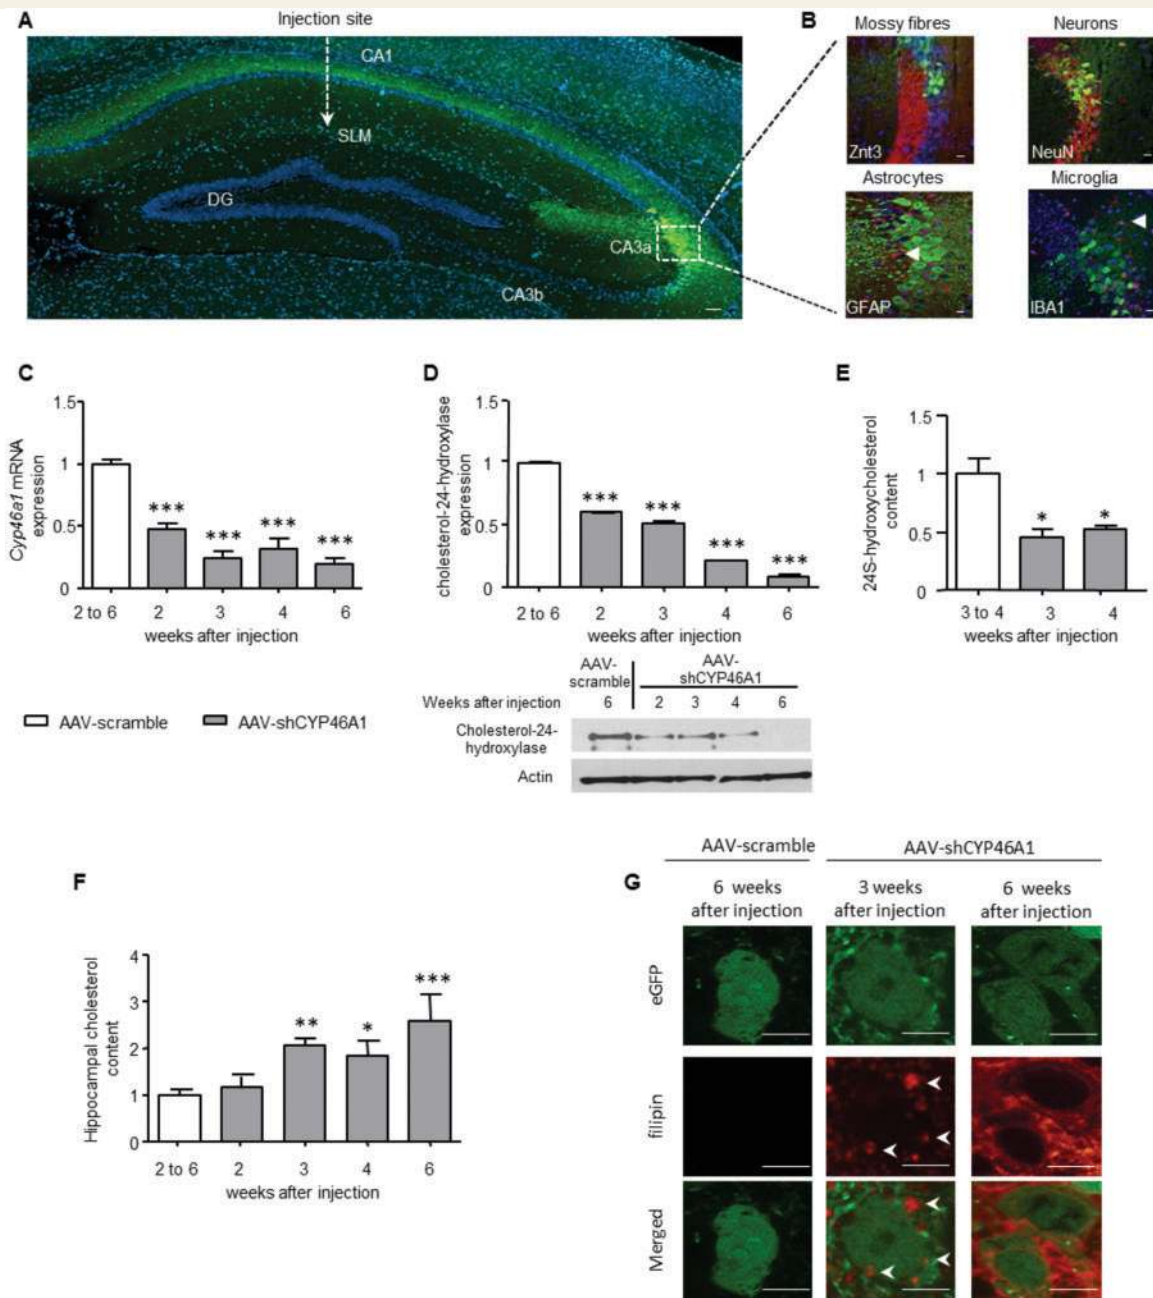 A
Injection site
CA1
SLM
DG
CA3a
CA3b
B
Mossy fibres
Neurons
Znt3
NeuN
Astrocytes
Microglia
GFAP
IBA1
C
Cyp46a1 mRNA
expression
1.5
1
0.5
0
***
***
***
***
2 to 6
2
3
4
6
weeks after injection
D
cholesterol-24-hydroxylase
expression
1.5
1
0.5
0
***
***
***
***
2 to 6
2
3
4
6
weeks after injection
E
24S-hydroxycholesterol
content
1.5
1
0.5
0
*
*
3 to 4
3
4
weeks after injection
AAV-scramble
AAV-shCYP46A1
AAV-
scramble
AAV-
shCYP46A1
Weeks after injection
6
2
3
4
6
Cholesterol-24-
hydroxylase
Actin
F
Hippocampal cholesterol
content
4
3
2
1
0
**
*
***
2 to 6
2
3
4
6
weeks after injection
G
AAV-scramble
AAV-shCYP46A1
6 weeks
after injection
3 weeks
after injection
6 weeks
after injection
eGFP
filipin
Merged